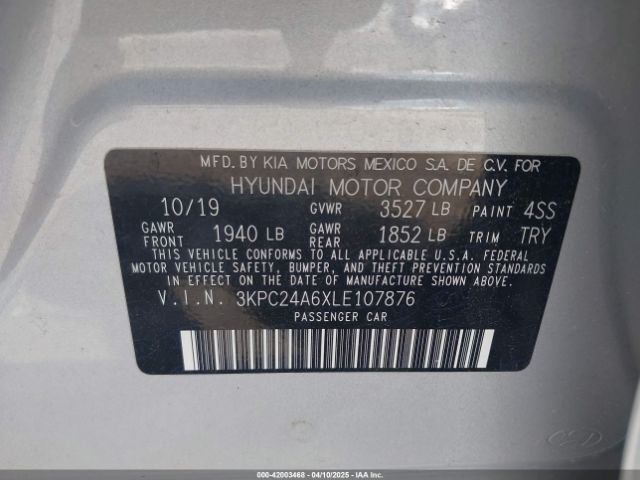 MFD. BY KIA MOTORS MEXICO S.A. DE C.V. FOR
HYUNDAI MOTOR COMPANY
10/19 GVWR 3527 LB PAINT 4SS
GAWR FRONT 1940 LB GAWR REAR 1852 LB TRIM TRY
THIS VEHICLE CONFORMS TO ALL APPLICABLE U.S.A. FEDERAL
MOTOR VEHICLE SAFETY, BUMPER, AND THEFT PREVENTION STANDARDS
IN EFFECT ON THE DATE OF MANUFACTURE SHOWN ABOVE.
V.I.N. 3KPC24A6XLE107876
PASSENGER CAR
00-42003468 - 04/10/2025 - IAAI.COM